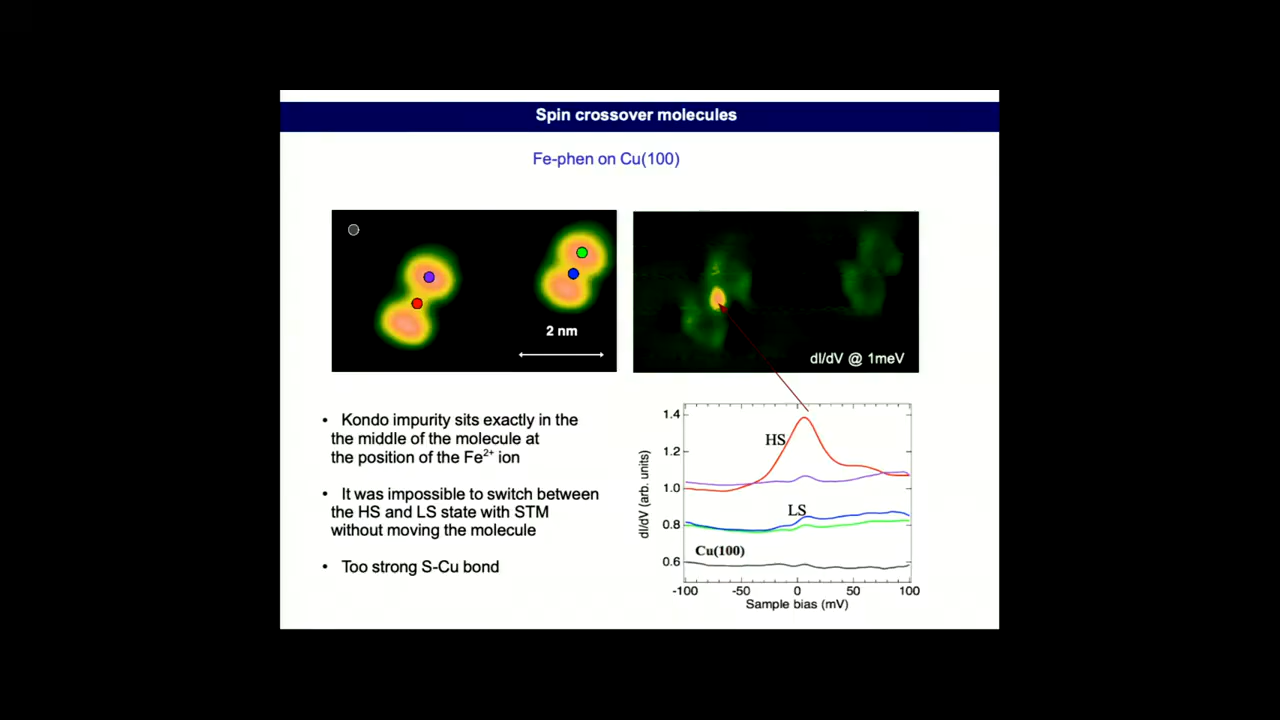 Spin crossover molecules
Fe-phen on Cu(100)
2 nm
dI/dV @ 1meV
• Kondo impurity sits exactly in the
the middle of the molecule at
the position of the Fe²⁺ ion
• It was impossible to switch between
the HS and LS state with STM
without moving the molecule
• Too strong S-Cu bond
1.4
1.2
1.0
0.8
0.6
dI/dV (arb. units)
HS
LS
Cu(100)
-100 -50 0 50 100
Sample bias (mV)